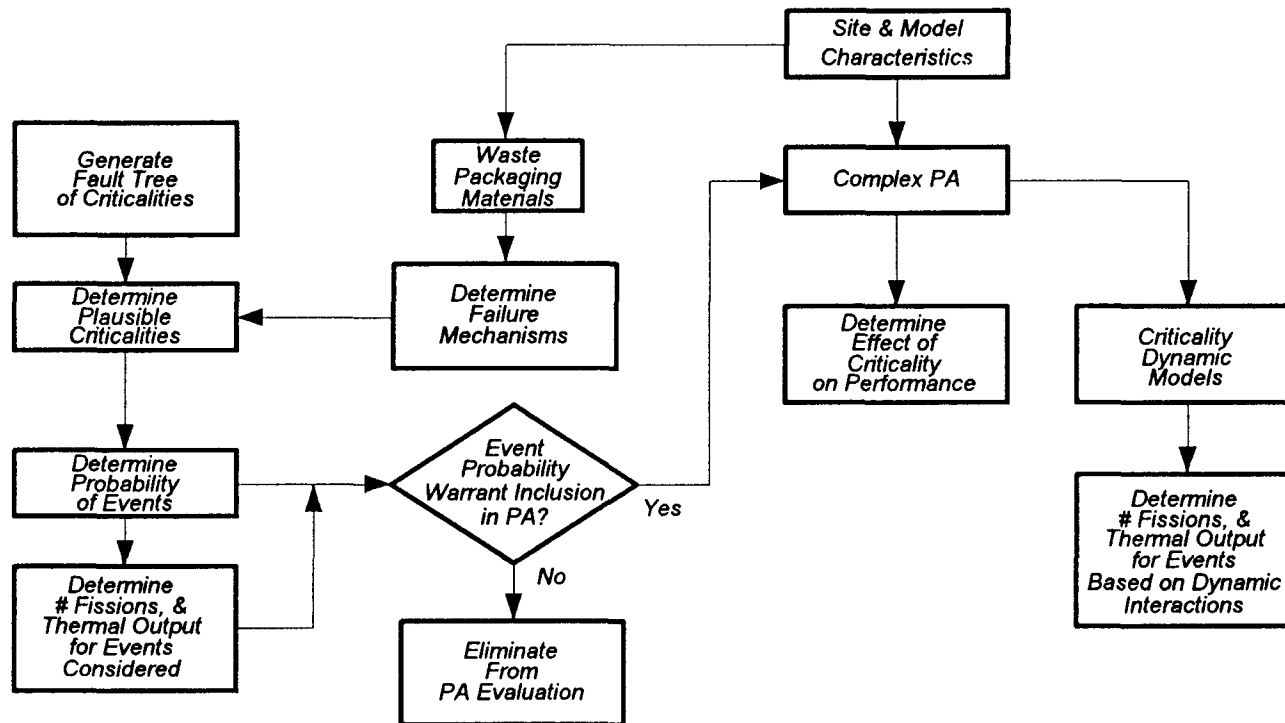 Site & Model
Characteristics
Generate
Fault Tree
of Criticalities
Waste
Packaging
Materials
Complex PA
Determine
Plausible
Criticalities
Determine
Failure
Mechanisms
Determine
Effect of
Criticality
on Performance
Criticality
Dynamic
Models
Determine
Probability
of Events
Event
Probability
Warrant Inclusion
in PA?
Yes
No
Determine
# Fissions, &
Thermal Output
for Events
Considered
Eliminate
From
PA Evaluation
Determine
# Fissions, &
Thermal Output
for Events
Based on Dynamic
Interactions